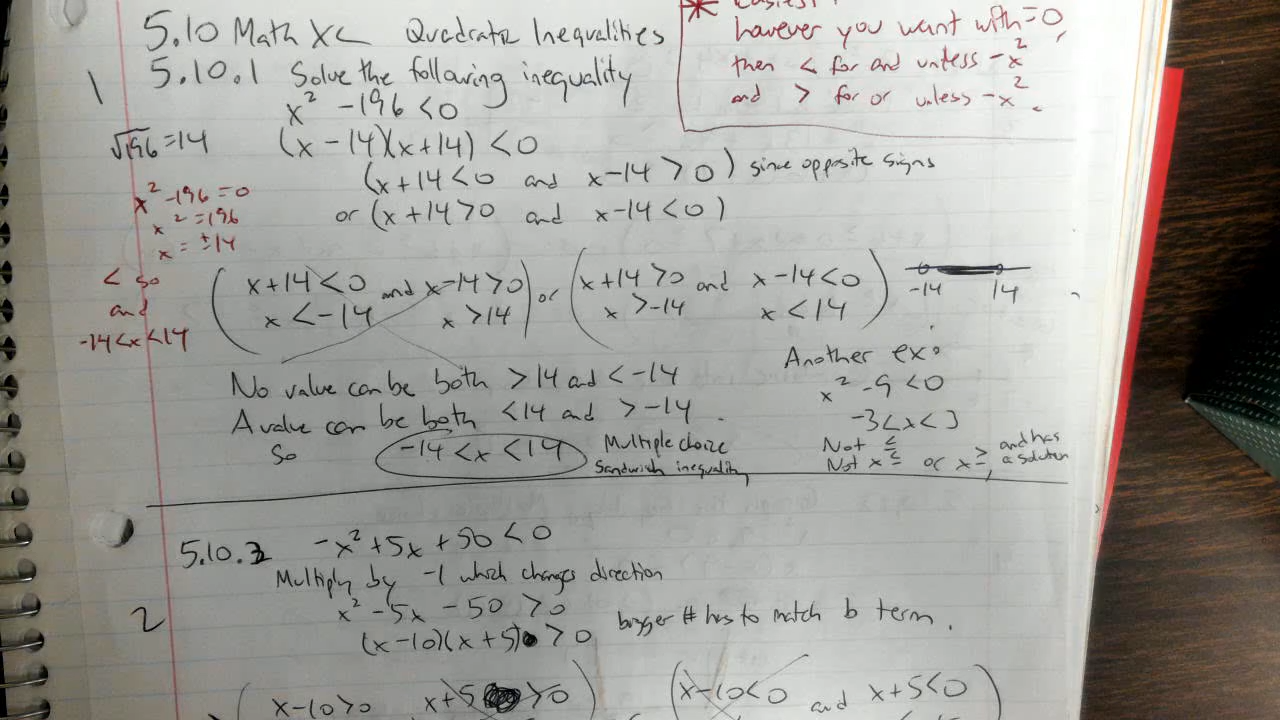 5.10 Math XL Quadratic Inequalities
* Easiest:
however you want with =0,
then < for and unless -x²
and > for or unless -x².
1
5.10.1 Solve the following inequality
x² - 196 < 0
√196 = 14
(x-14)(x+14) < 0
(x+14<0 and x-14>0) since opposite signs
or (x+14>0 and x-14<0)
x²-196=0
x²=196
x=±14
< so
and
-14<x<14
(x+14<0 and x-14>0) or (x+14>0 and x-14<0)
x<-14 x>14 x>-14 x<14
-14 14
No value can be both >14 and <-14
A value can be both <14 and >-14.
So -14<x<14
Multiple choice
Sandwich inequality
Another ex:
x²-9<0
-3<x<3
Not ≤
Not x≤ or x≥, and has
a solution
5.10.2 -x²+5x+50<0
Multiply by -1 which changes direction
2
x²-5x-50>0
(x-10)(x+5)>0
bigger # has to match b term.
(x-10>0 x+5>0) (x-10<0 and x+5<0)